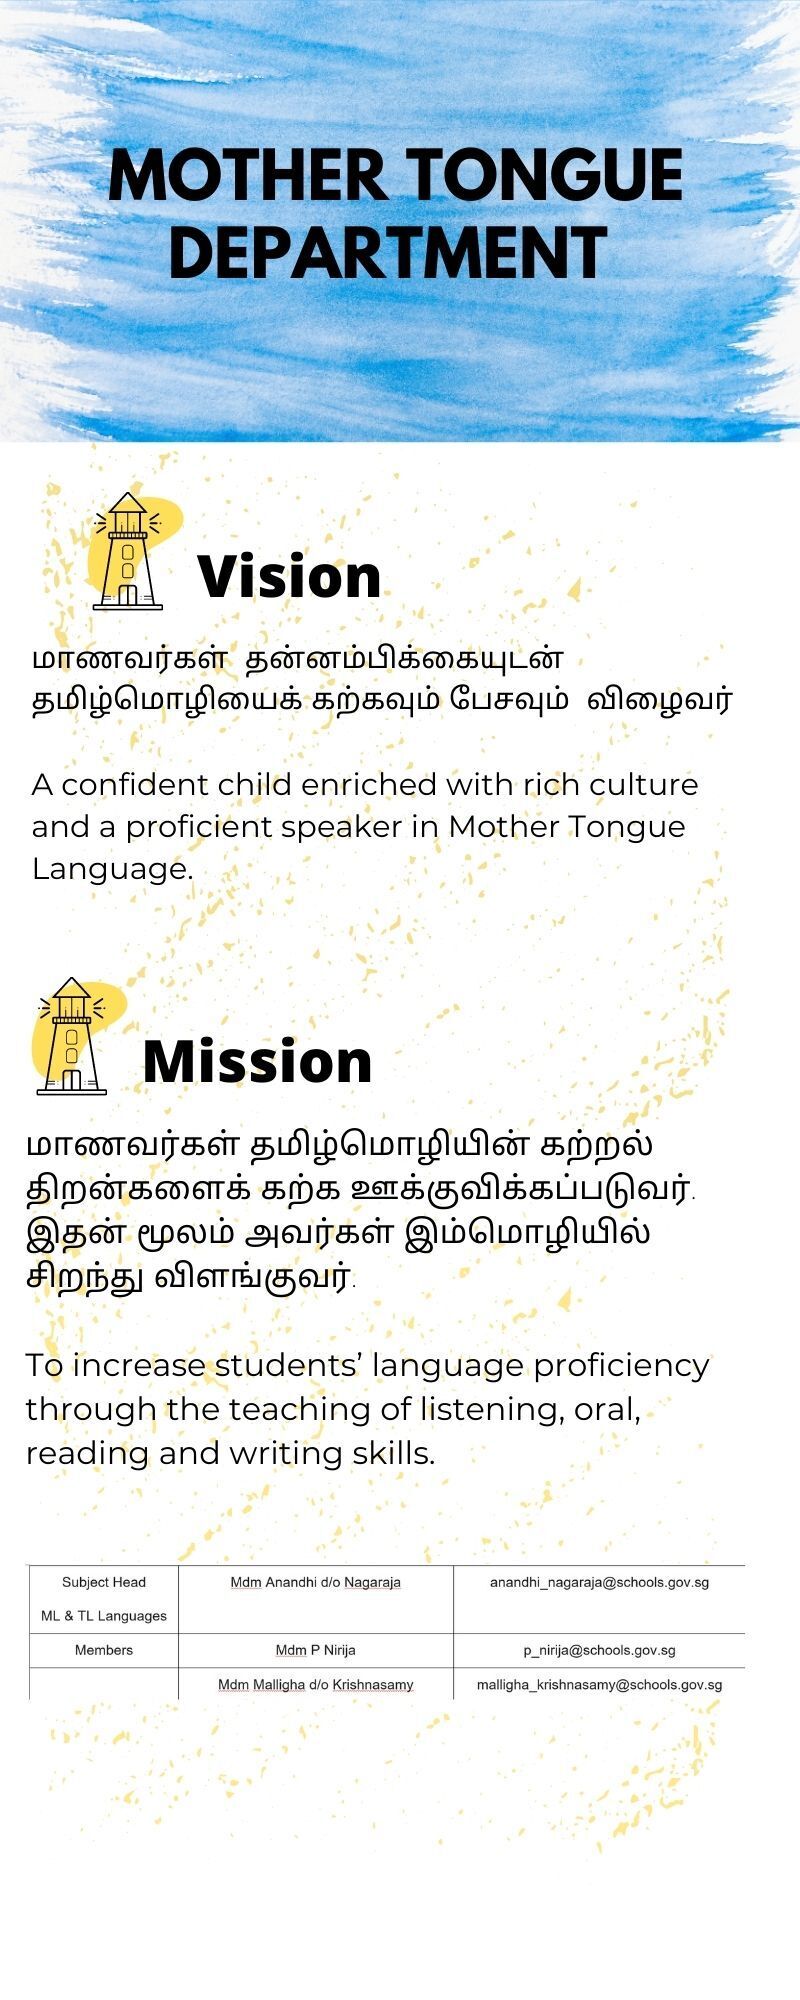 MOTHER TONGUE
DEPARTMENT
Vision
மாணவர்கள் தன்னம்பிக்கையுடன்
தமிழ்மொழியைக் கற்கவும் பேசவும் விழைவர்
A confident child enriched with rich culture
and a proficient speaker in Mother Tongue
Language.
Mission
மாணவர்கள் தமிழ்மொழியின் கற்றல்
திறன்களைக் கற்க ஊக்குவிக்கப்படுவர்.
இதன் மூலம் அவர்கள் இம்மொழியில்
சிறந்து விளங்குவர்.
To increase students’ language proficiency
through the teaching of listening, oral,
reading and writing skills.
Subject Head Mdm Anandhi d/o Nagaraja anandhi_nagaraja@schools.gov.sg
ML & TL Languages
Members Mdm P Nirija p_nirija@schools.gov.sg
Mdm Malligha d/o Krishnasamy malligha_krishnasamy@schools.gov.sg